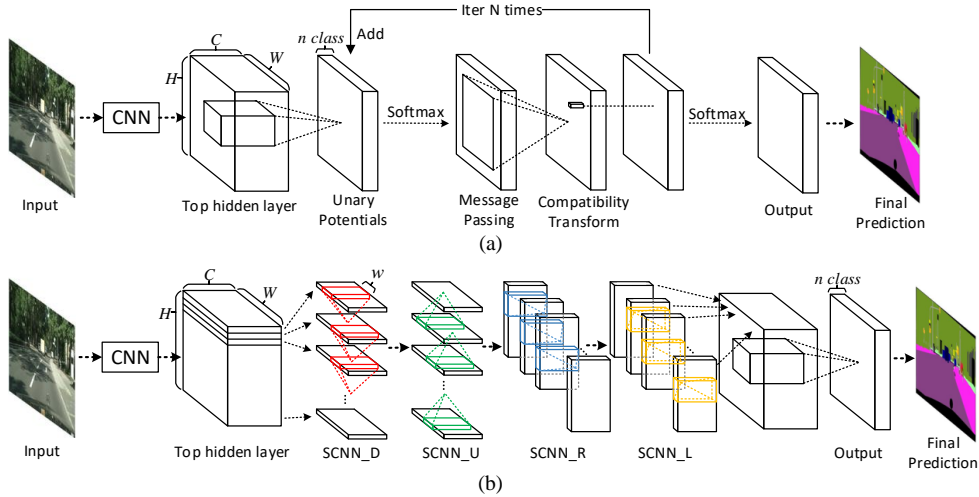 Iter N times
C
n class
Add
W
H
CNN
Softmax
Softmax
Input
Top hidden layer
Unary
Potentials
Message
Passing
Compatibility
Transform
Output
Final
Prediction
(a)
C
W
H
w
n class
CNN
Input
Top hidden layer
SCNN_D
SCNN_U
SCNN_R
SCNN_L
Output
Final
Prediction
(b)